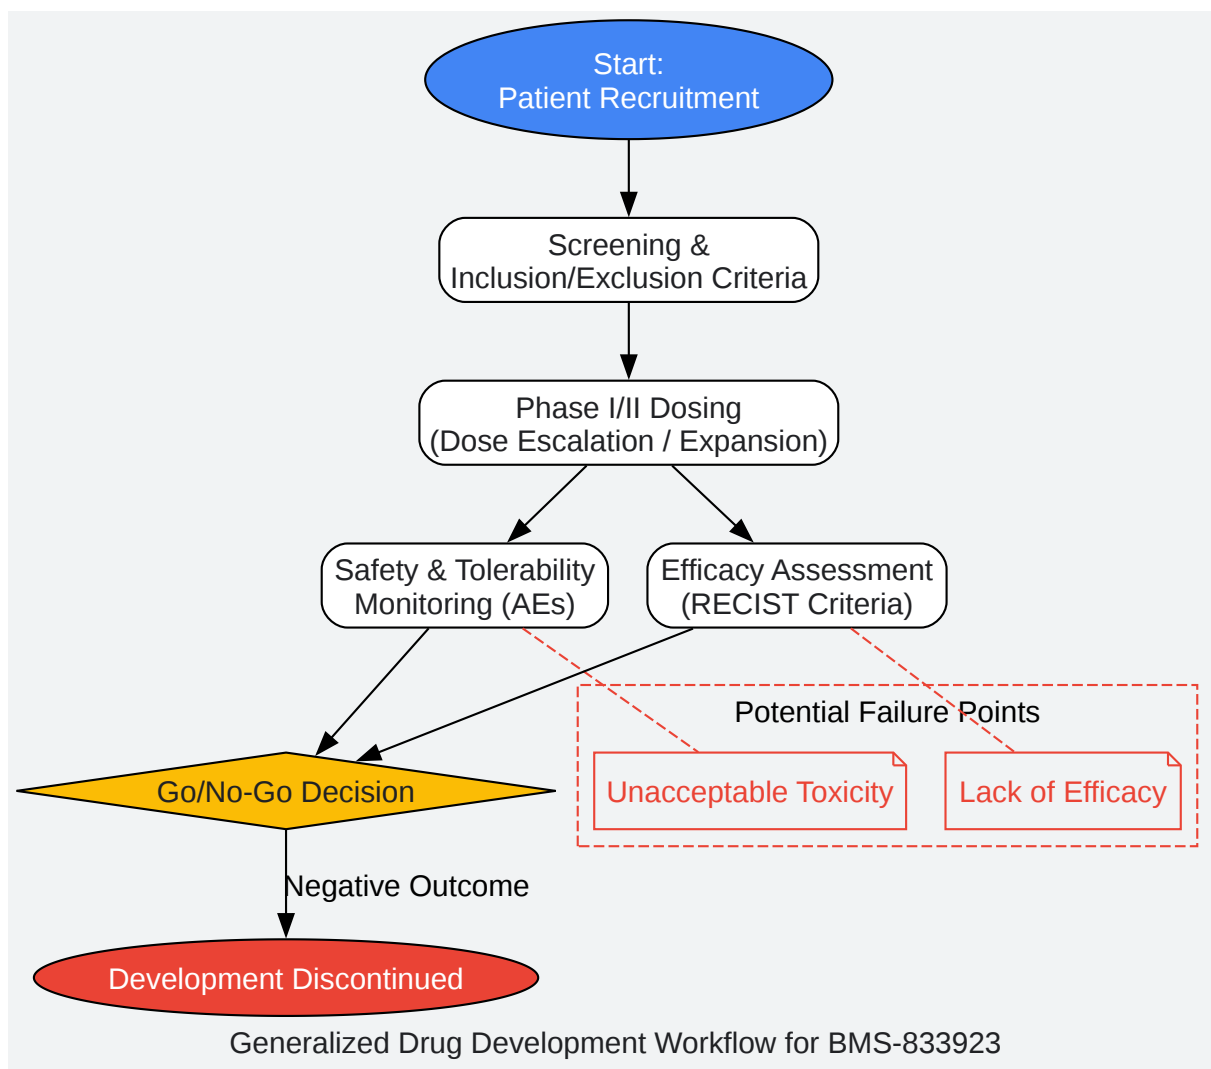 Start:
Patient Recruitment
Screening &
Inclusion/Exclusion Criteria
Phase I/II Dosing
(Dose Escalation / Expansion)
Safety & Tolerability
Monitoring (AEs)
Efficacy Assessment
(RECIST Criteria)
Potential Failure Points
Unacceptable Toxicity
Lack of Efficacy
Go/No-Go Decision
Negative Outcome
Development Discontinued
Generalized Drug Development Workflow for BMS-833923